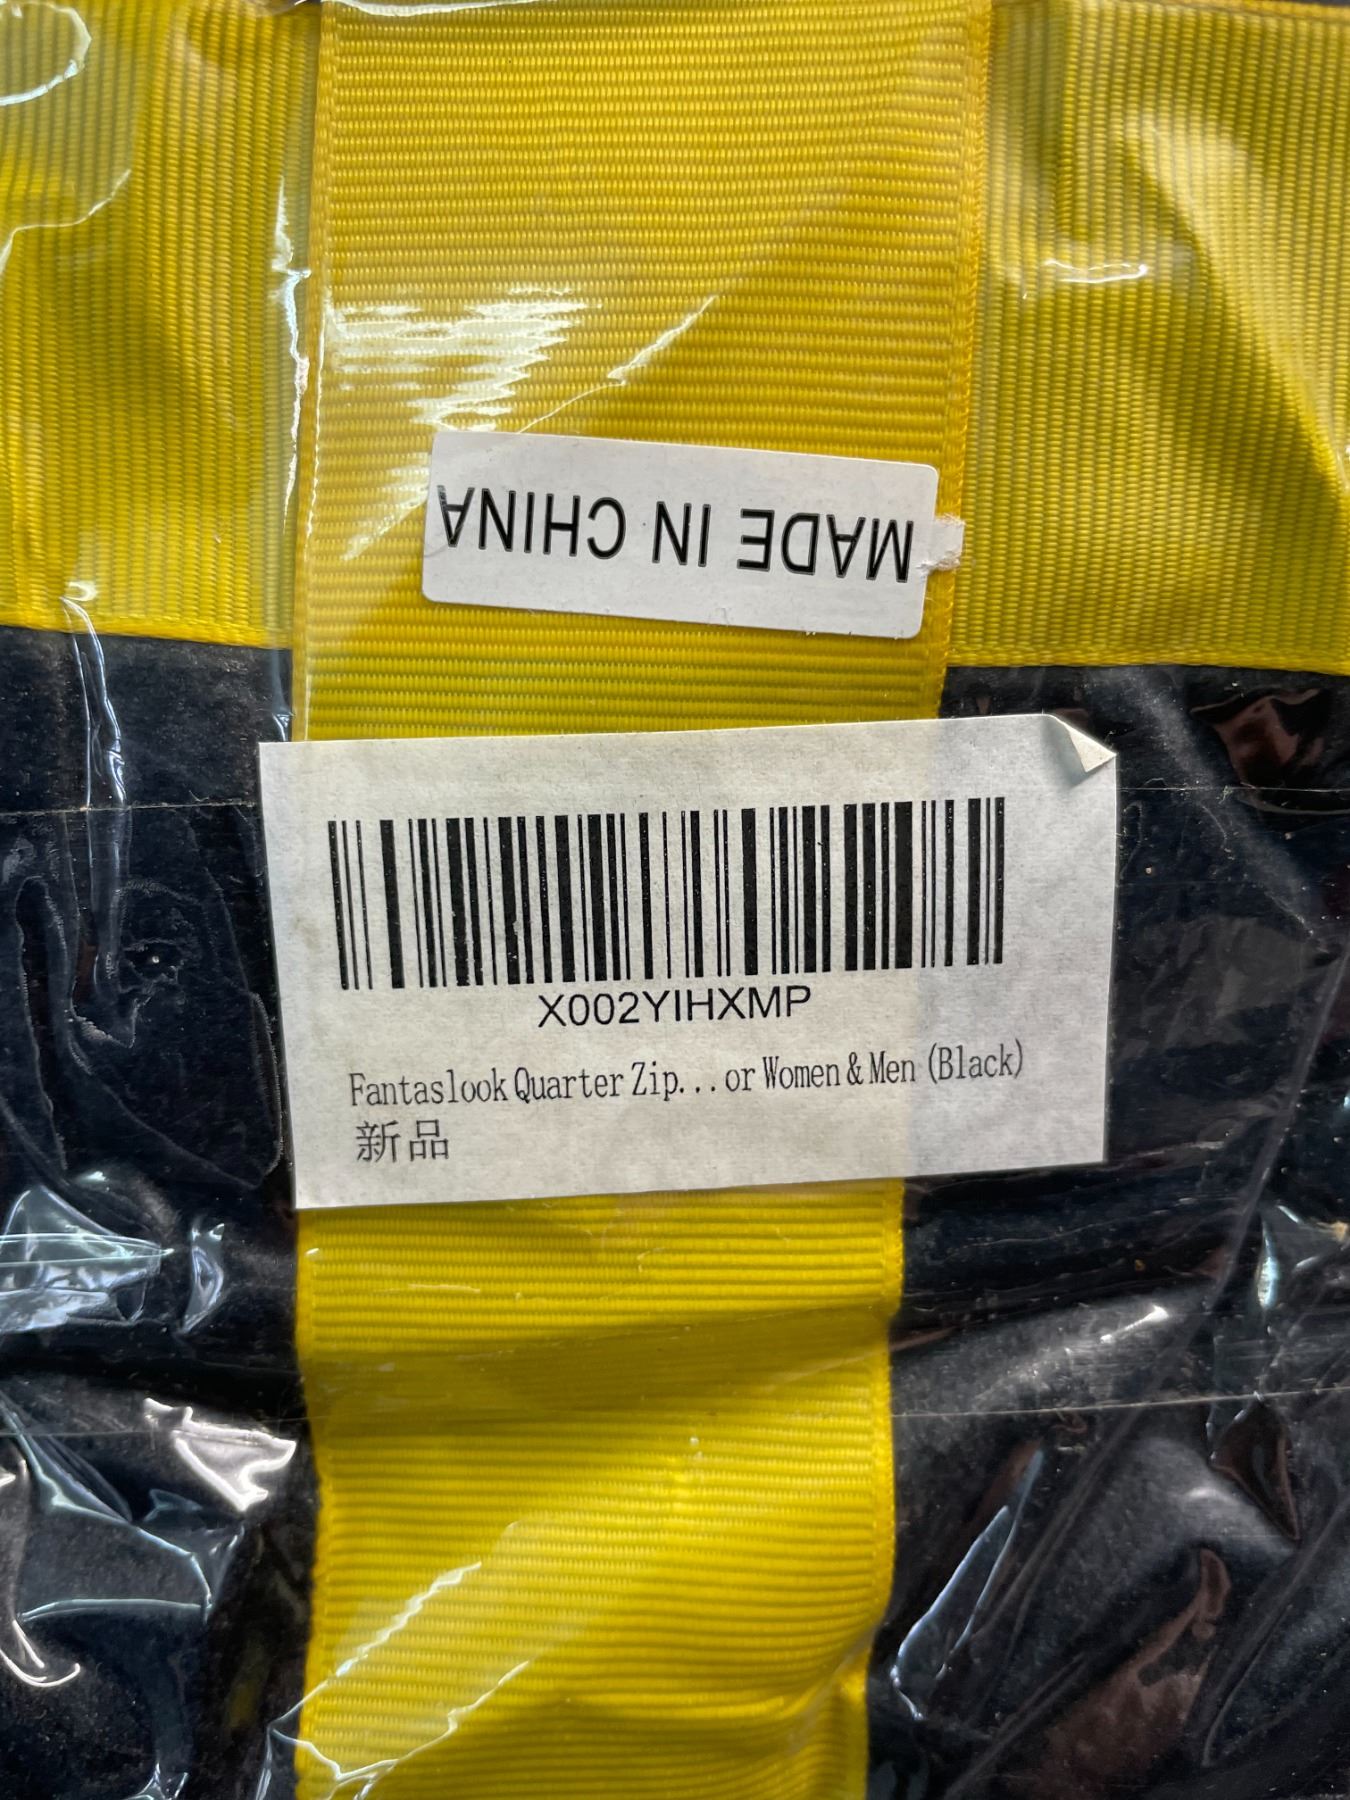 MADE IN CHINA
X002YIHXMP
Fantaslook Quarter Zip...or Women & Men (Black)
新品